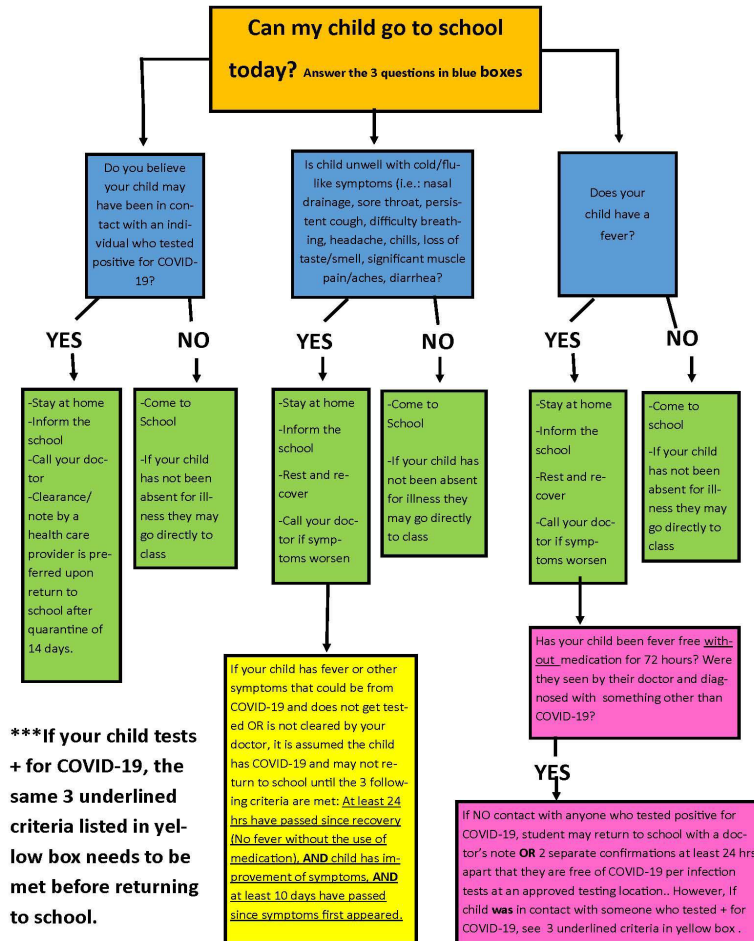 Can my child go to school
today? Answer the 3 questions in blue boxes
Do you believe
your child may
have been in con-
tact with an indi-
vidual who tested
positive for COVID-
19?
Is child unwell with cold/flu-
like symptoms (i.e.: nasal
drainage, sore throat, persis-
tent cough, difficulty breath-
ing, headache, chills, loss of
taste/smell, significant muscle
pain/aches, diarrhea?
Does your
child have a
fever?
YES
NO
YES
NO
YES
NO
-Stay at home
-Inform the
school
-Call your doc-
tor
-Clearance/
note by a
health care
provider is pre-
ferred upon
return to
school after
quarantine of
14 days.
-Come to
School
-If your child
has not been
absent for ill-
ness they may
go directly to
class
-Stay at home
-Inform the
school
-Rest and re-
cover
-Call your doc-
tor if symp-
toms worsen
-Come to
School
-If your child
has not been
absent for ill-
ness they may
go directly to
class
-Stay at home
-Inform the
school
-Rest and re-
cover
-Call your doc-
tor if symp-
toms worsen
-Come to
School
-If your child
has not been
absent for ill-
ness they may
go directly to
class
***If your child tests
+ for COVID-19, the
same 3 underlined
criteria listed in yel-
low box needs to be
met before returning
to school.
If your child has fever or other
symptoms that could be from
COVID-19 and does not get test-
ed OR is not cleared by your
doctor, it is assumed the child
has COVID-19 and may not re-
turn to school until the 3 follow-
ing criteria are met: At least 24
hrs have passed since recovery
(No fever without the use of
medication), AND child has im-
provement of symptoms, AND
at least 10 days have passed
since symptoms first appeared.
Has your child been fever free with-
out medication for 72 hours? Were
they seen by their doctor and diag-
nosed with something other than
COVID-19?
YES
If NO contact with anyone who tested positive for
COVID-19, student may return to school with a doc-
tor's note OR 2 separate confirmations at least 24 hrs
apart that they are free of COVID-19 per infection
tests at an approved testing location.. However, If
child was in contact with someone who tested + for
COVID-19, see 3 underlined criteria in yellow box .